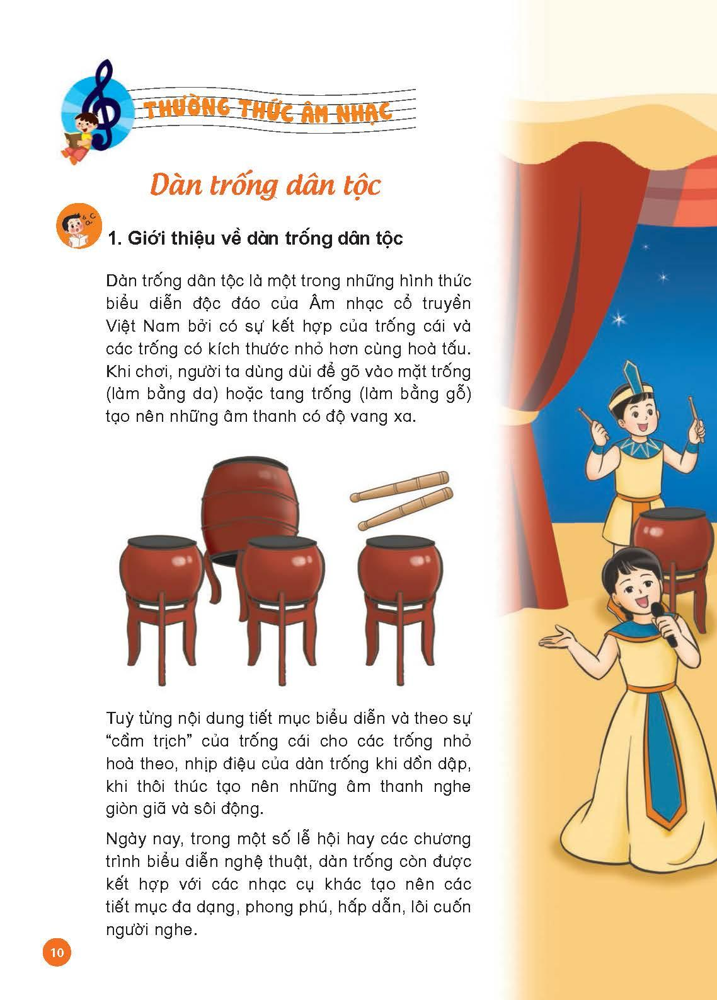 THƯỜNG THỨC ÂM NHẠC
Dàn trống dân tộc
1. Giới thiệu về dàn trống dân tộc
Dàn trống dân tộc là một trong những hình thức
biểu diễn độc đáo của Âm nhạc cổ truyền
Việt Nam bởi có sự kết hợp của trống cái và
các trống có kích thước nhỏ hơn cùng hoà tấu.
Khi chơi, người ta dùng dùi để gõ vào mặt trống
(làm bằng da) hoặc tang trống (làm bằng gỗ)
tạo nên những âm thanh có độ vang xa.
Tuỳ từng nội dung tiết mục biểu diễn và theo sự
“cầm trịch” của trống cái cho các trống nhỏ
hoà theo, nhịp điệu của dàn trống khi dồn dập,
khi thôi thúc tạo nên những âm thanh nghe
giòn giã và sôi động.
Ngày nay, trong một số lễ hội hay các chương
trình biểu diễn nghệ thuật, dàn trống còn được
kết hợp với các nhạc cụ khác tạo nên các
tiết mục đa dạng, phong phú, hấp dẫn, lôi cuốn
người nghe.
10